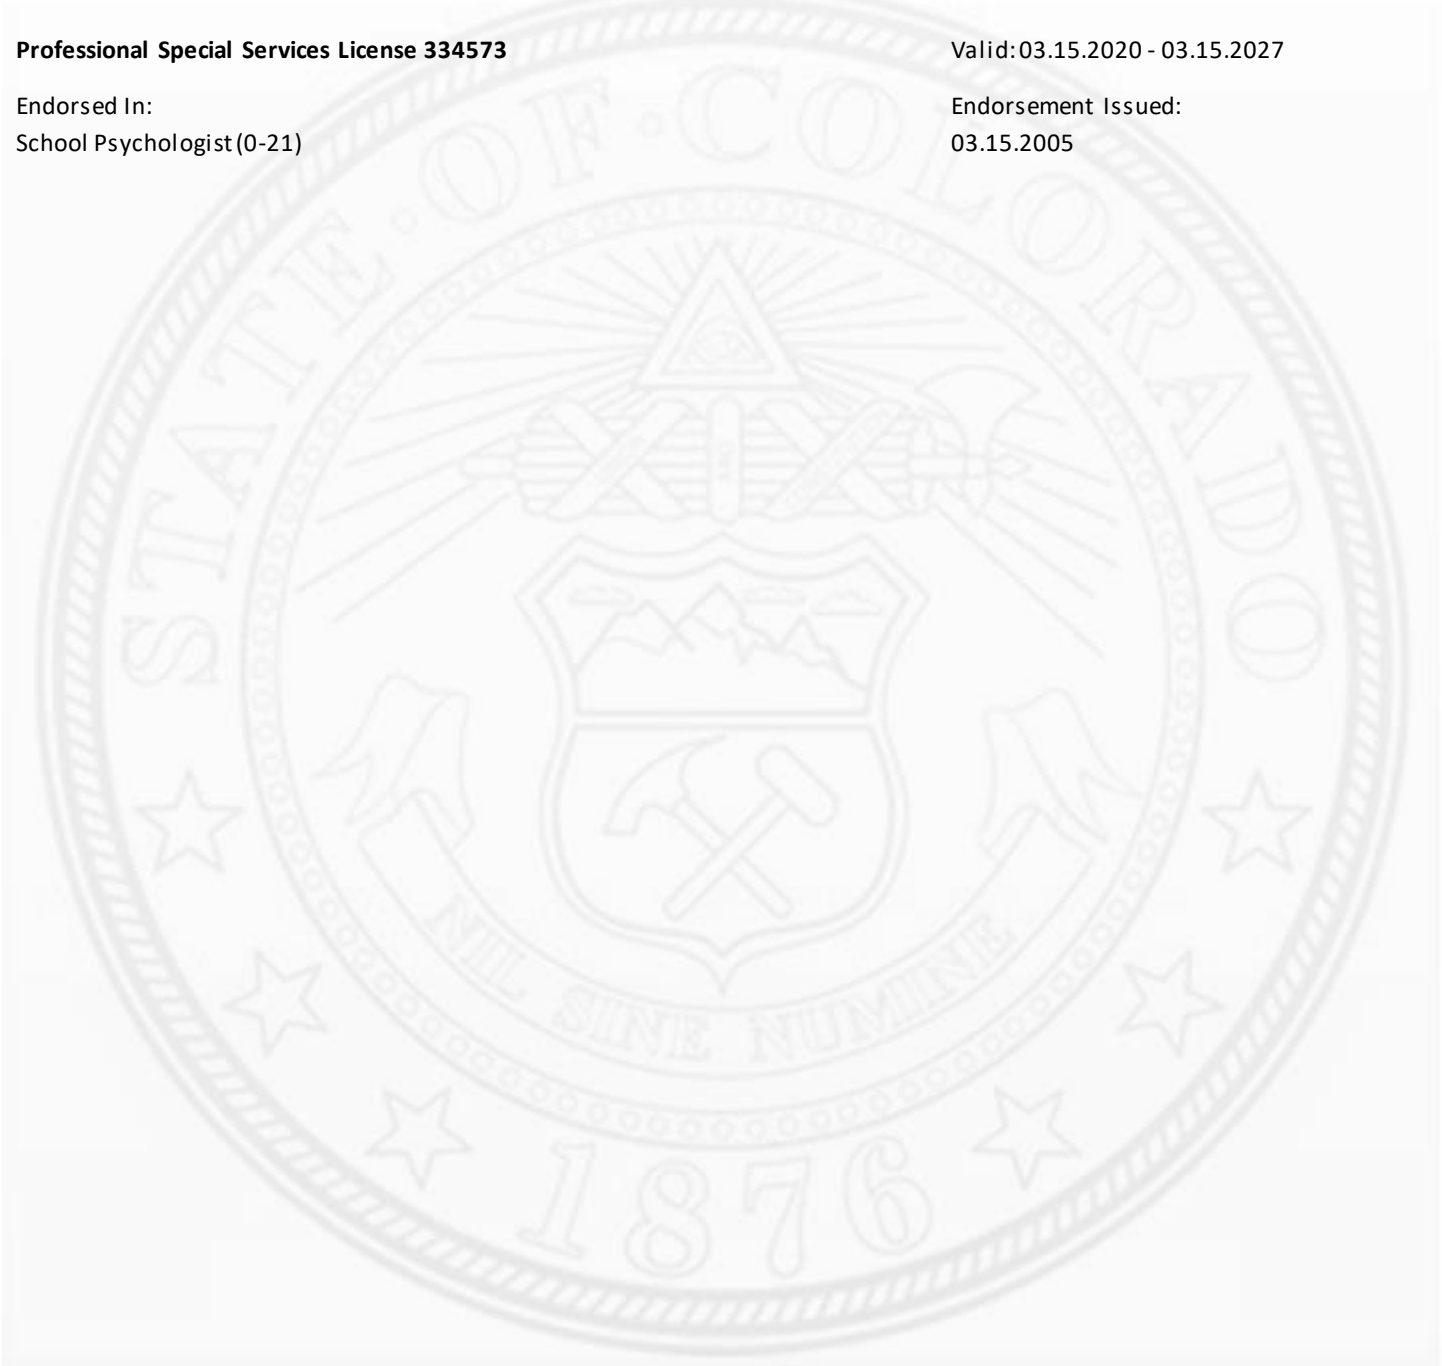 Professional Special Services License 334573
Valid: 03.15.2020 - 03.15.2027
Endorsed In:
School Psychologist (0-21)
Endorsement Issued:
03.15.2005
STATE OF COLORADO
NIL SINE NUMINE
1876